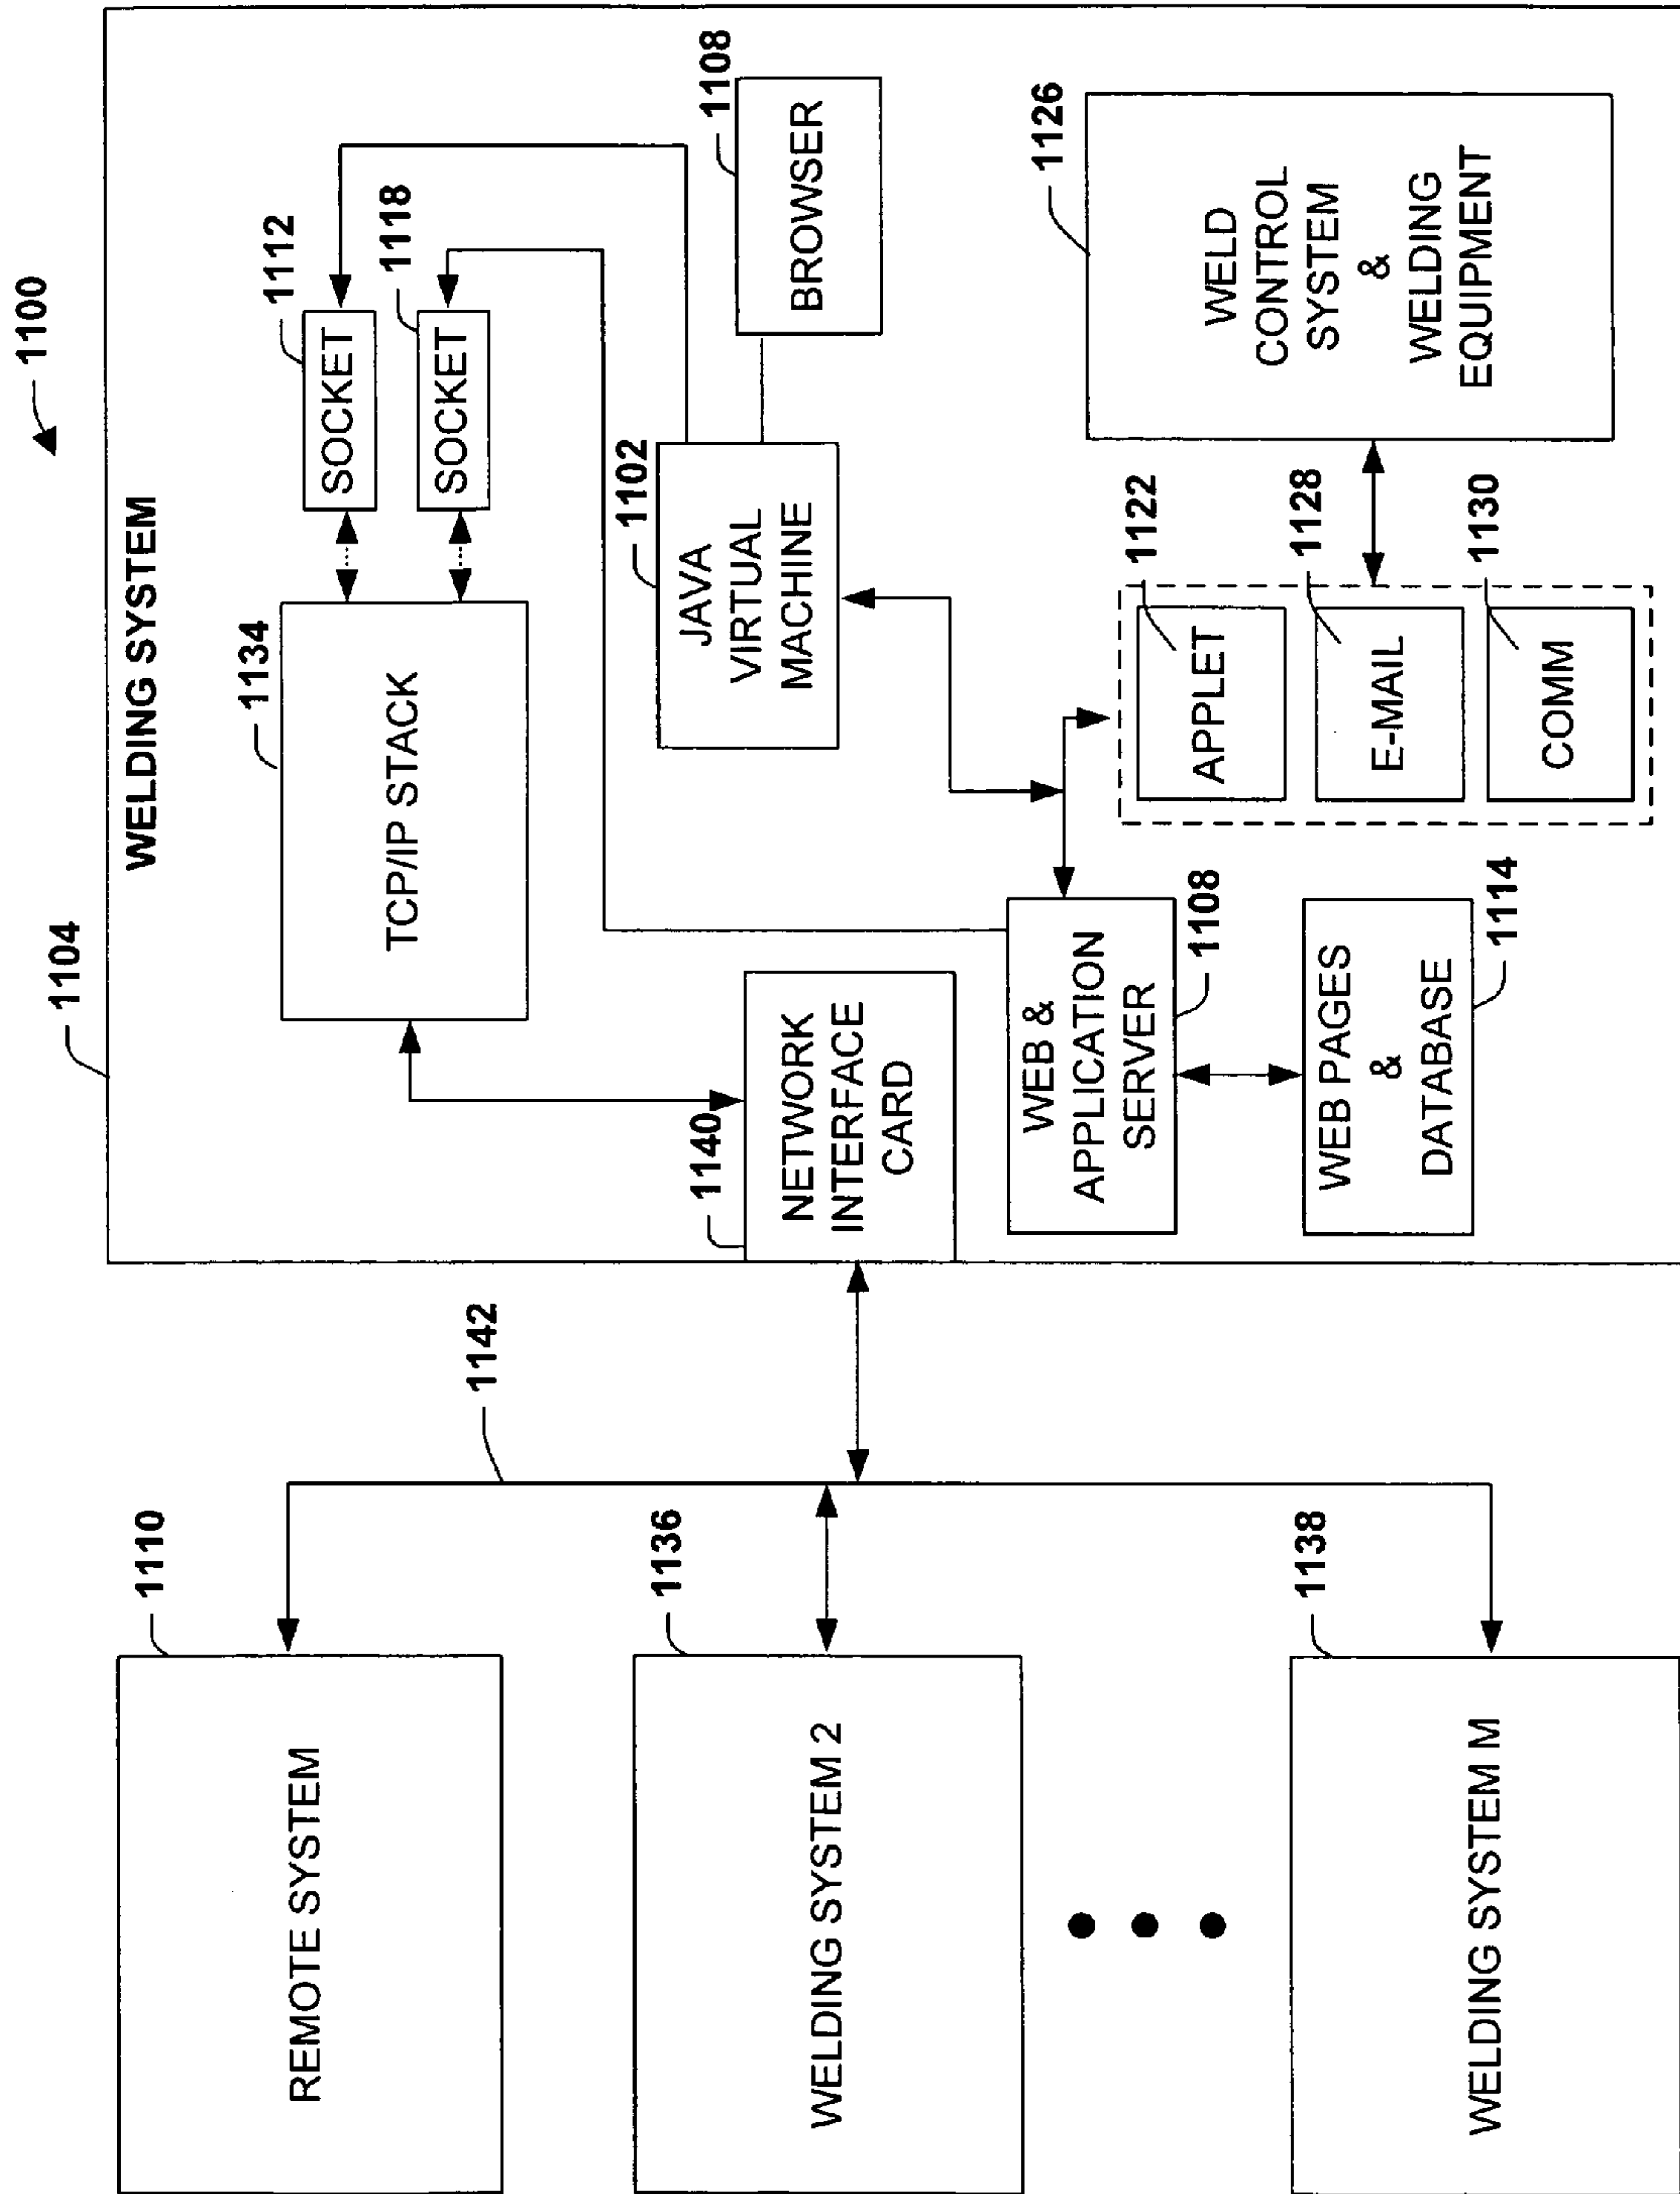 1100
1104
WELDING SYSTEM
1110
REMOTE SYSTEM
1136
WELDING SYSTEM 2
1138
WELDING SYSTEM M
1142
1134
TCP/IP STACK
1112
SOCKET
1118
SOCKET
1140
NETWORK
INTERFACE
CARD
1102
JAVA
VIRTUAL
MACHINE
1108
BROWSER
WEB &
APPLICATION
SERVER
1108
WEB PAGES
&
DATABASE
1114
1122
APPLET
1128
E-MAIL
1130
COMM
1126
WELD
CONTROL
SYSTEM
&
WELDING
EQUIPMENT